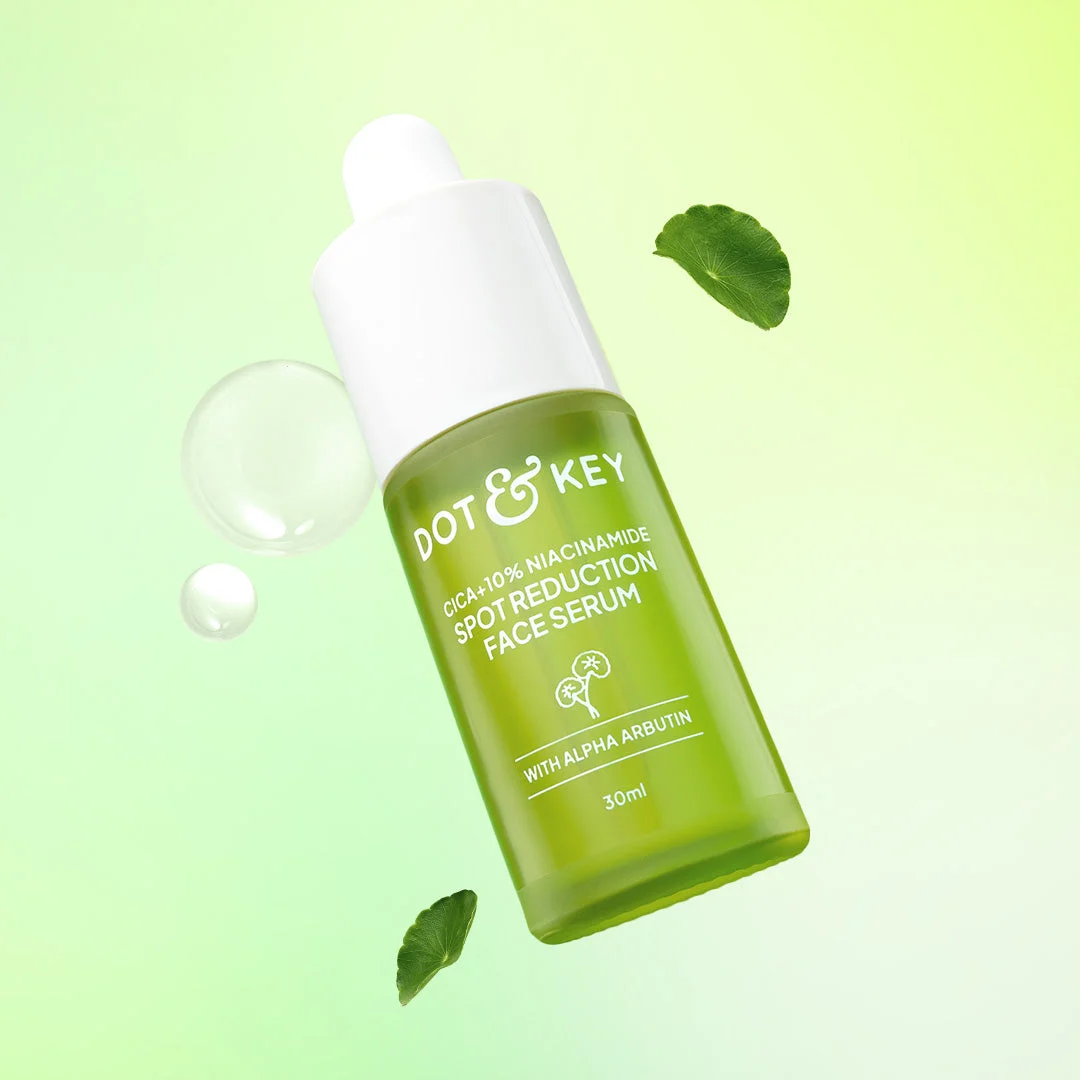 DOT & KEY
CICA+10% NIACINAMIDE
SPOT REDUCTION
FACE SERUM
WITH ALPHA ARBUTIN
30ml